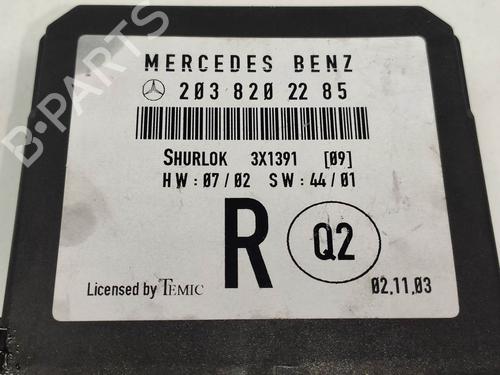 B-PARTS
MERCEDES BENZ
203 820 22 85
SHURLOK 3X1391 [09]
HW:07/02 SW:44/01
R Q2
Licensed by TEMIC 02.11.03